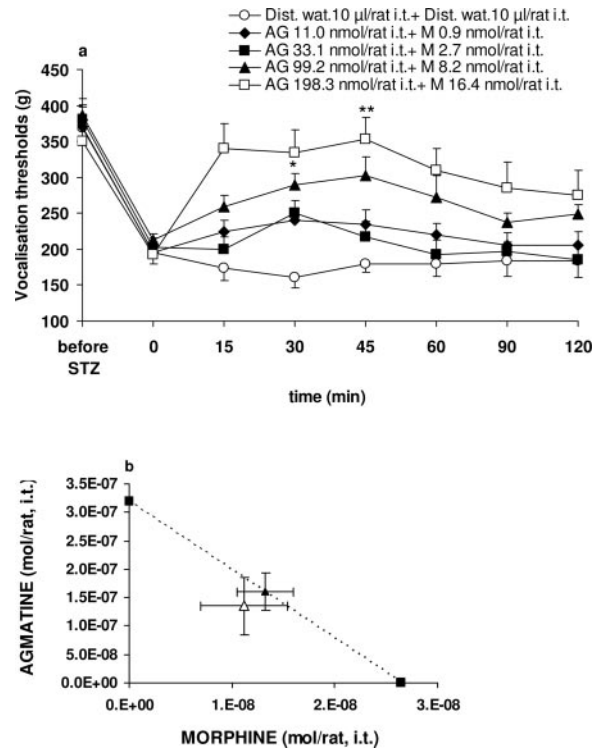 Dist. wat.10 µl/rat i.t.+ Dist. wat.10 µl/rat i.t.
AG 11.0 nmol/rat i.t.+ M 0.9 nmol/rat i.t.
AG 33.1 nmol/rat i.t.+ M 2.7 nmol/rat i.t.
AG 99.2 nmol/rat i.t.+ M 8.2 nmol/rat i.t.
AG 198.3 nmol/rat i.t.+ M 16.4 nmol/rat i.t.
a
Vocalisation thresholds (g)
450
400
350
300
250
200
150
100
**
*
before STZ
0
15
30
45
60
90
120
time (min)
b
AGMATINE (mol/rat, i.t.)
3.5E-07
3.0E-07
2.5E-07
2.0E-07
1.5E-07
1.0E-07
5.0E-08
0.0E+00
0.E+00
1.E-08
2.E-08
3.E-08
MORPHINE (mol/rat, i.t.)